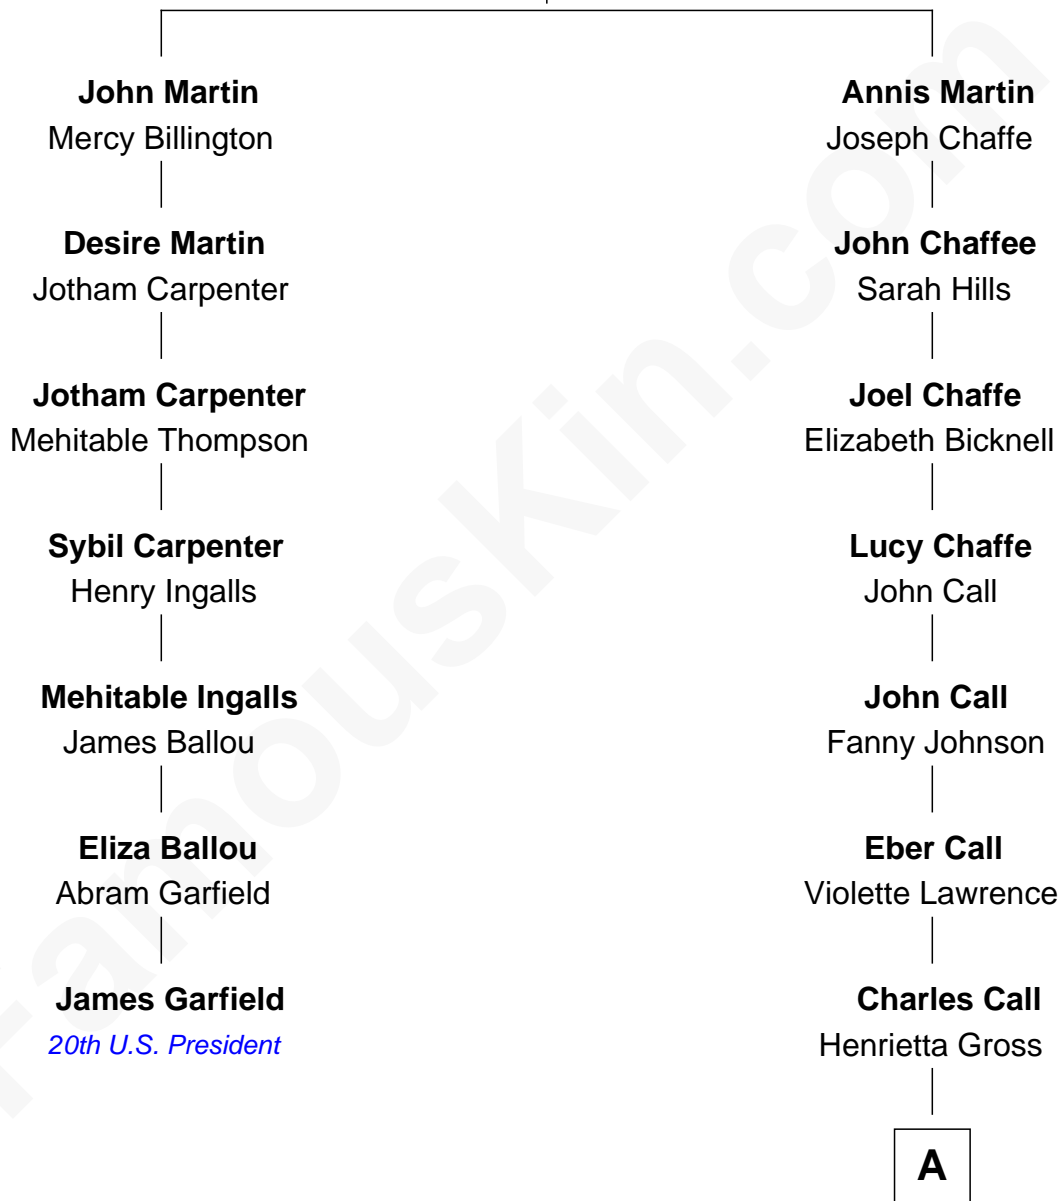 John Martin
Mercy Billington
Desire Martin
Jotham Carpenter
Jotham Carpenter
Mehitable Thompson
Sybil Carpenter
Henry Ingalls
Mehitable Ingalls
James Ballou
Eliza Ballou
Abram Garfield
James Garfield
20th U.S. President
Annis Martin
Joseph Chaffe
John Chaffee
Sarah Hills
Joel Chaffe
Elizabeth Bicknell
Lucy Chaffe
John Call
John Call
Fanny Johnson
Eber Call
Violette Lawrence
Charles Call
Henrietta Gross
A
FamousKin.com